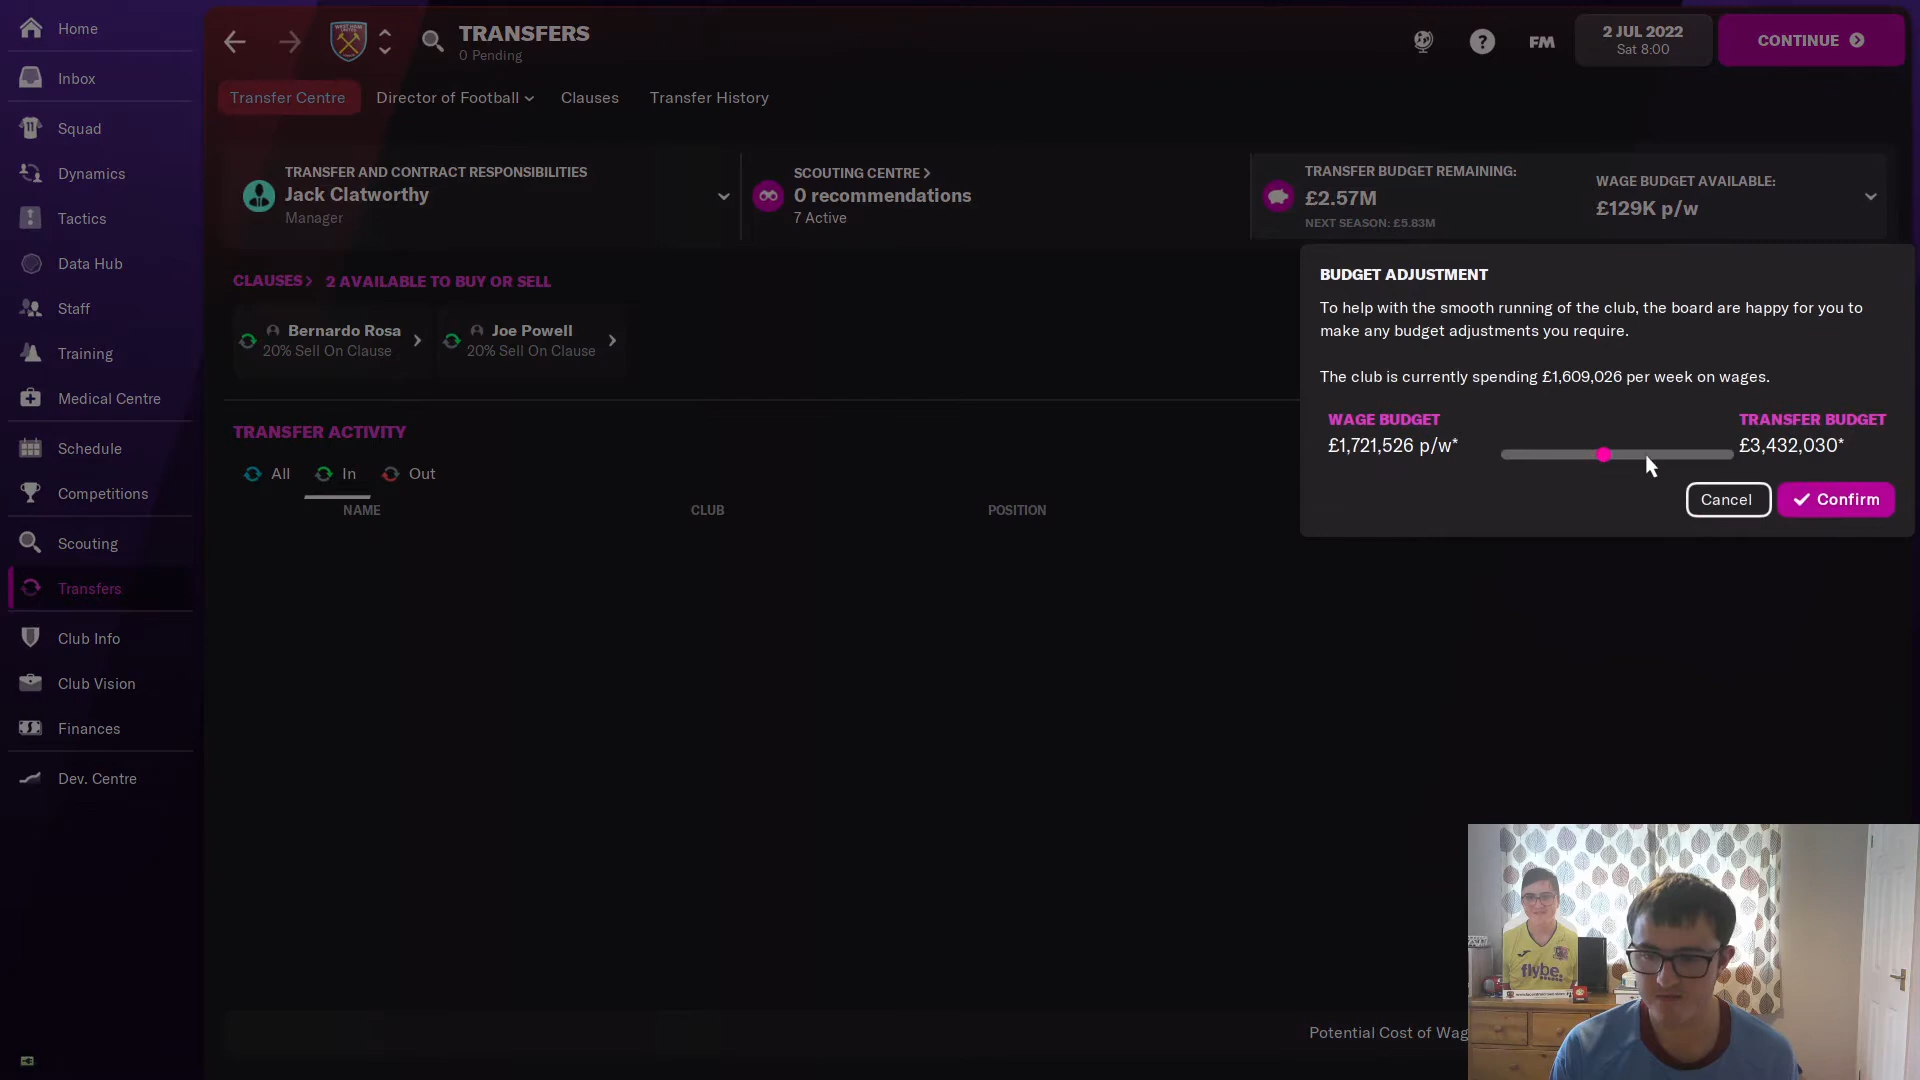 Home
Inbox
Squad
Dynamics
Tactics
Data Hub
Staff
Training
Medical Centre
Schedule
Competitions
Scouting
Transfers
Club Info
Club Vision
Finances
Dev. Centre
TRANSFERS
0 Pending
FM
2 JUL 2022
Sat 8:00
CONTINUE
Transfer Centre
Director of Football
Clauses
Transfer History
TRANSFER AND CONTRACT RESPONSIBILITIES
Jack Clatworthy
Manager
SCOUTING CENTRE >
0 recommendations
7 Active
TRANSFER BUDGET REMAINING:
£2.57M
NEXT SEASON: £5.83M
WAGE BUDGET AVAILABLE:
£129K p/w
CLAUSES > 2 AVAILABLE TO BUY OR SELL
Bernardo Rosa
20% Sell On Clause
Joe Powell
20% Sell On Clause
TRANSFER ACTIVITY
All
In
Out
NAME
CLUB
POSITION
BUDGET ADJUSTMENT
To help with the smooth running of the club, the board are happy for you to
make any budget adjustments you require.
The club is currently spending £1,609,026 per week on wages.
WAGE BUDGET
£1,721,526 p/w*
TRANSFER BUDGET
£3,432,030*
Cancel
Confirm
Potential Cost of Wag
flybe.